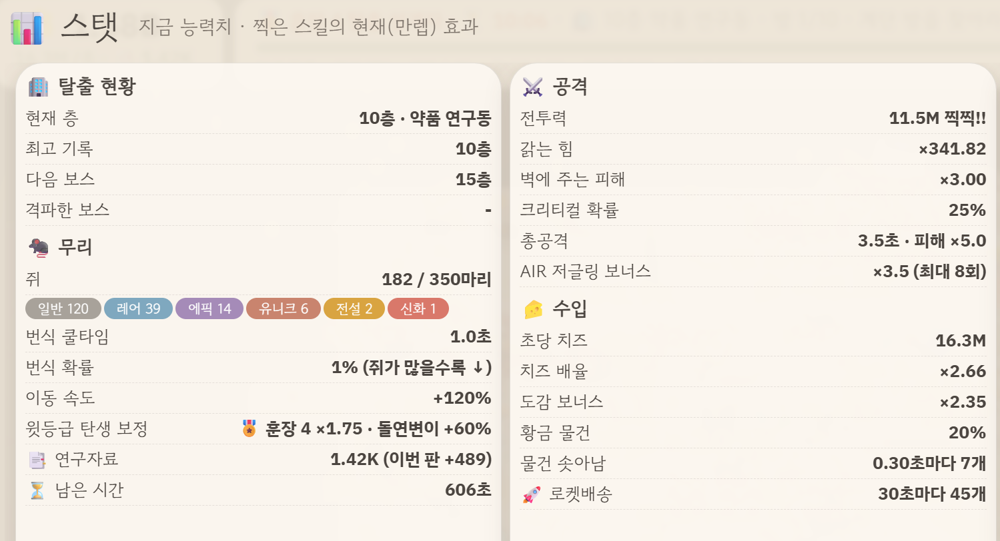 스탯 지금 능력치 · 찍은 스킬의 현재(만렙) 효과
탈출 현황
현재 층 10층 · 약품 연구동
최고 기록 10층
다음 보스 15층
격파한 보스 -
무리
쥐 182 / 350마리
일반 120 레어 39 에픽 14 유니크 6 전설 2 신화 1
번식 쿨타임 1.0초
번식 확률 1% (쥐가 많을수록 ↓)
이동 속도 +120%
윗등급 탄생 보정 훈장 4 ×1.75 · 돌연변이 +60%
연구자료 1.42K (이번 판 +489)
남은 시간 606초
공격
전투력 11.5M 찍찍!!
갉는 힘 ×341.82
벽에 주는 피해 ×3.00
크리티컬 확률 25%
총공격 3.5초 · 피해 ×5.0
AIR 저글링 보너스 ×3.5 (최대 8회)
수입
초당 치즈 16.3M
치즈 배율 ×2.66
도감 보너스 ×2.35
황금 물건 20%
물건 솟아남 0.30초마다 7개
로켓배송 30초마다 45개